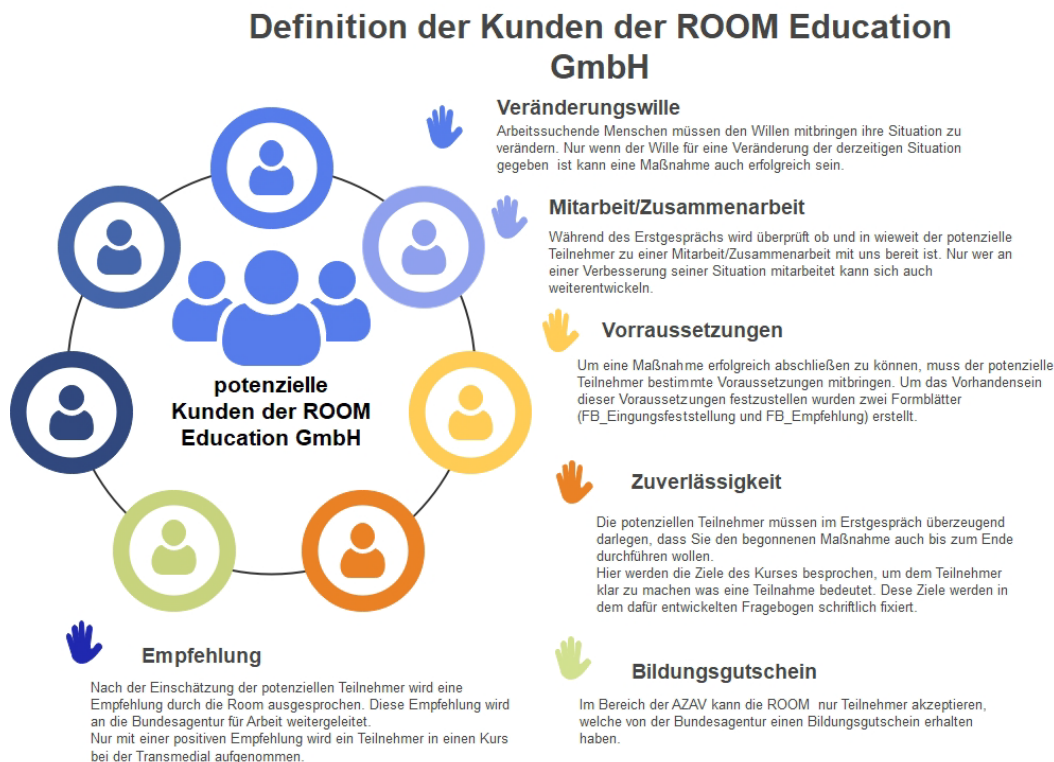 Definition der Kunden der ROOM Education
GmbH
Veränderungswille
Arbeitssuchende Menschen müssen den Willen mitbringen ihre Situation zu
verändern. Nur wenn der Wille für eine Veränderung der derzeitigen Situation
gegeben  ist kann eine Maßnahme auch erfolgreich sein.
Mitarbeit/Zusammenarbeit
Während des Erstgesprächs wird überprüft ob und in wieweit der potenzielle
Teilnehmer zu einer Mitarbeit/Zusammenarbeit mit uns bereit ist. Nur wer an
einer Verbesserung seiner Situation mitarbeitet kann sich auch
weiterentwickeln.
Vorraussetzungen
Um eine Maßnahme erfolgreich abschließen zu können, muss der potenzielle
Teilnehmer bestimmte Voraussetzungen mitbringen. Um das Vorhandensein
dieser Voraussetzungen festzustellen wurden zwei Formblätter
(FB_Eingungsfeststellung und FB_Empfehlung) erstellt.
potenzielle
Kunden der ROOM
Education GmbH
Zuverlässigkeit
Die potenziellen Teilnehmer müssen im Erstgespräch überzeugend
darlegen, dass Sie den begonnenen Maßnahme auch bis zum Ende
durchführen wollen.
Hier werden die Ziele des Kurses besprochen, um dem Teilnehmer
klar zu machen was eine Teilnahme bedeutet. Diese Ziele werden in
dem dafür entwickelten Fragebogen schriftlich fixiert.
Bildungsgutschein
Im Bereich der AZAV kann die ROOM  nur Teilnehmer akzeptieren,
welche von der Bundesagentur einen Bildungsgutschein erhalten
haben.
Empfehlung
Nach der Einschätzung der potenziellen Teilnehmer wird eine
Empfehlung durch die Room ausgesprochen. Diese Empfehlung wird
an die Bundesagentur für Arbeit weitergeleitet.
Nur mit einer positiven Empfehlung wird ein Teilnehmer in einen Kurs
bei der Transmedial aufgenommen.